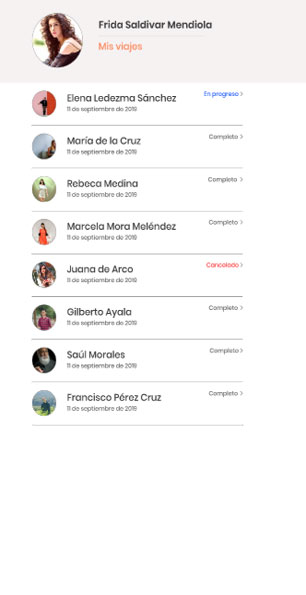 Frida Saldivar Mendiola
Mis viajes
Elena Ledezma Sánchez
En progreso >
11 de septiembre de 2019
María de la Cruz
Completo >
11 de septiembre de 2019
Rebeca Medina
Completo >
11 de septiembre de 2019
Marcela Mora Meléndez
Completo >
11 de septiembre de 2019
Juana de Arco
Cancelado >
11 de septiembre de 2019
Gilberto Ayala
Completo >
11 de septiembre de 2019
Saúl Morales
Completo >
11 de septiembre de 2019
Francisco Pérez Cruz
Completo >
11 de septiembre de 2019